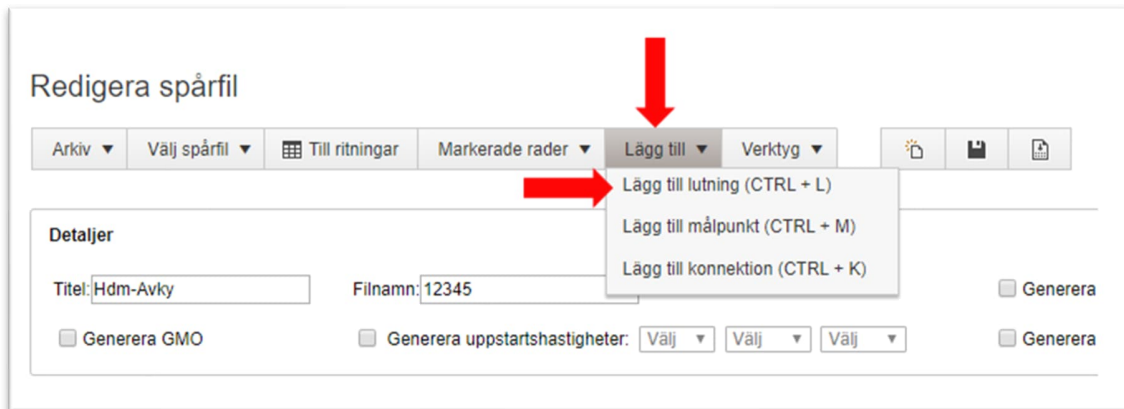 Redigera spårfil
Arkiv ▼ Välj spårfil ▼ Till ritningar Markerade rader ▼ Lägg till ▼ Verktyg ▼
Lägg till lutning (CTRL + L)
Lägg till målpunkt (CTRL + M)
Lägg till konnektion (CTRL + K)
Detaljer
Titel: Hdm-Avky Filnamn: 12345 Generera
Generera GMO Generera uppstartshastigheter: Välj ▼ Välj ▼ Välj ▼ Generera